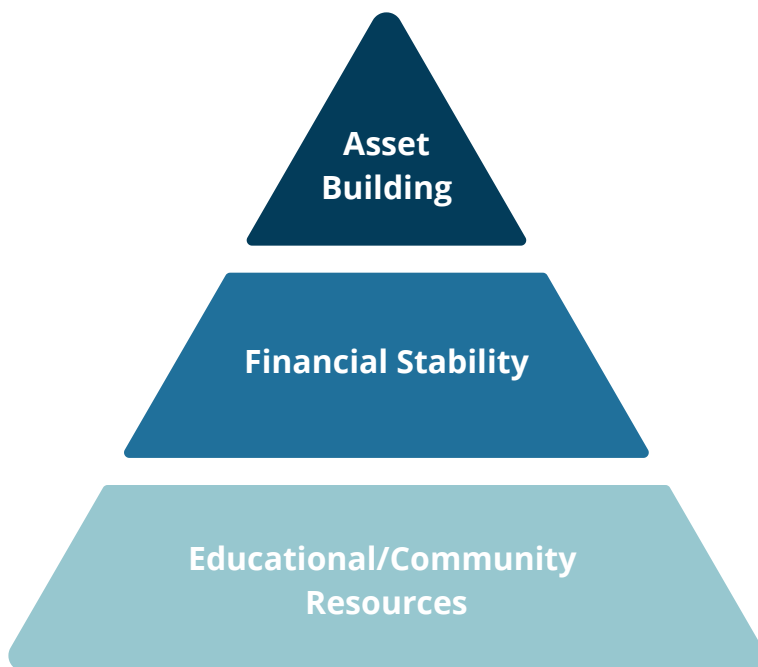 Asset
Building
Financial Stability
Educational/Community
Resources